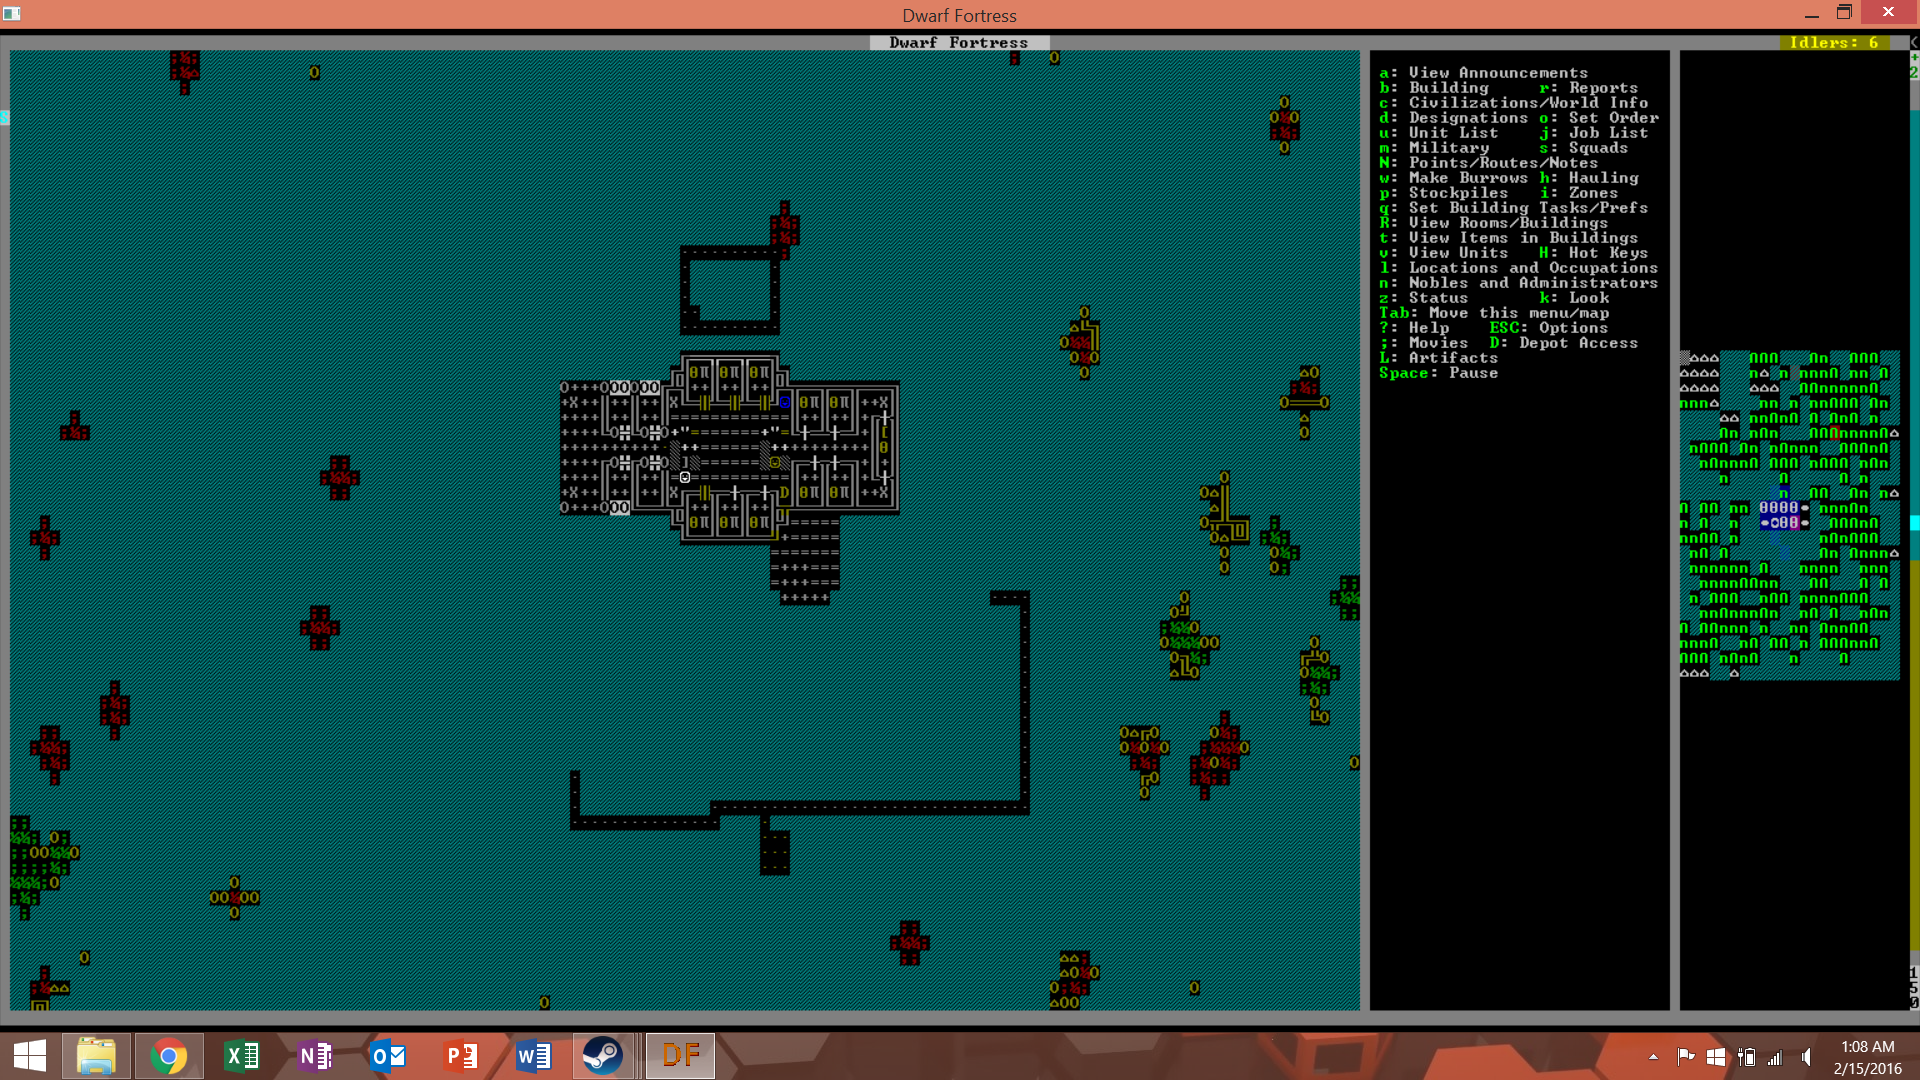 Dwarf Fortress
Dwarf Fortress
Idlers: 6
a: View Announcements
b: Building r: Reports
c: Civilizations/World Info
d: Designations o: Set Order
u: Unit List j: Job List
m: Military s: Squads
N: Points/Routes/Notes
w: Make Burrows h: Hauling
p: Stockpiles i: Zones
q: Set Building Tasks/Prefs
R: View Rooms/Buildings
t: View Items in Buildings
v: View Units H: Hot Keys
l: Locations and Occupations
n: Nobles and Administrators
z: Status k: Look
Tab: Move this menu/map
?: Help ESC: Options
;: Movies D: Depot Access
L: Artifacts
Space: Pause
DF
1:08 AM
2/15/2016